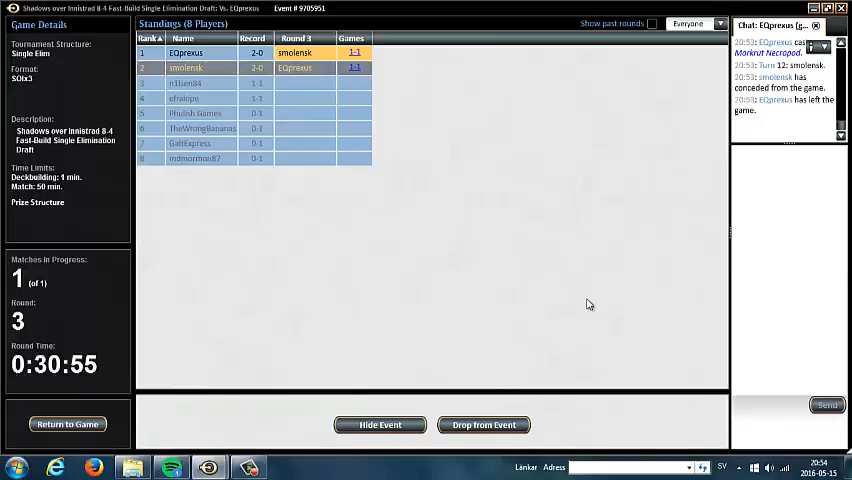 Shadows over Innistrad 8-4 Fast-Build Single Elimination Draft: Vs. EQprexus Event # 9705951
Game Details
Tournament Structure:
Single Elim
Format:
SOIx3
Description:
Shadows over Innistrad 8-4
Fast-Build Single Elimination
Draft
Time Limits:
Deckbuilding: 1 min.
Match: 50 min.
Prize Structure
Matches In Progress:
1 (of 1)
Round:
3
Round Time:
0:30:55
Return to Game
Standings (8 Players)
Show past rounds
Everyone
Rank Name Record Round 3 Games
1 EQprexus 2-0 smolensk 1-1
2 smolensk 2-0 EQprexus 1-1
3 n1lsen84 1-1
4 efralope 1-1
5 Phulish Games 0-1
6 TheWrongBananas 0-1
7 GattExpress 0-1
8 mdmormon87 0-1
Hide Event
Drop from Event
Chat: EQprexus (g...
20:53: EQprexus cas
Morkrut Necropod.
20:53: Turn 12: smolensk.
20:53: smolensk has
conceded from the game.
20:53: EQprexus has left the
game.
Send
Länkar Adress
SV
20:54
2016-05-15